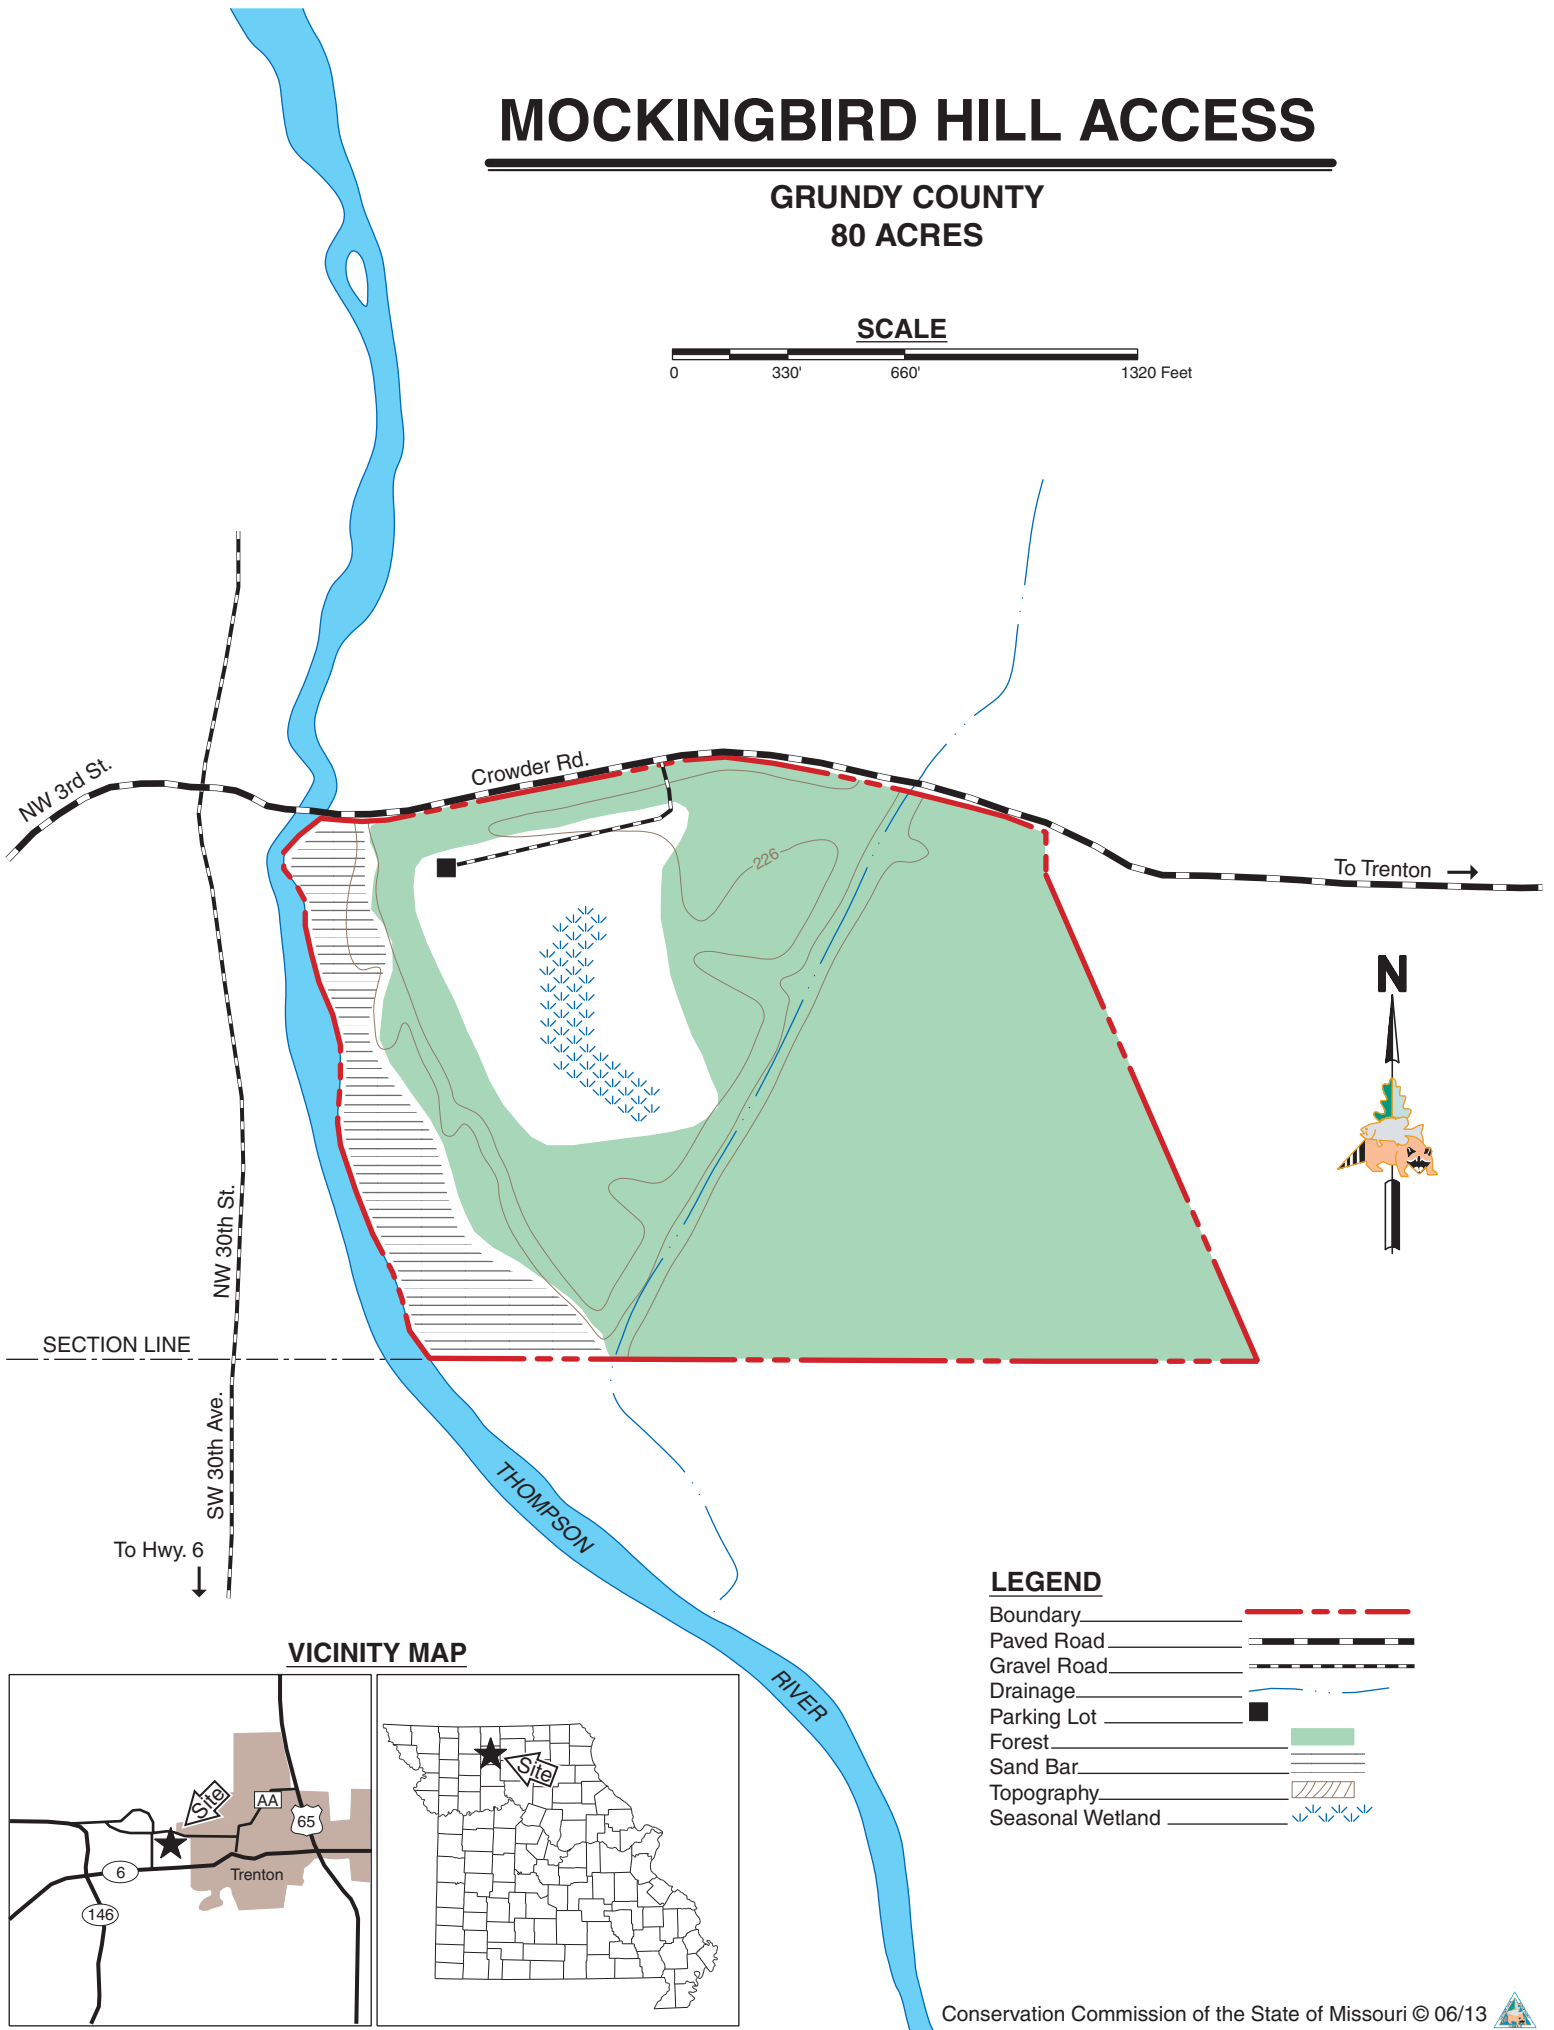 MOCKINGBIRD HILL ACCESS
GRUNDY COUNTY
80 ACRES
SCALE
0 330' 660' 1320 Feet
NW 3rd St.
Crowder Rd.
226
To Trenton
N
NW 30th St.
SECTION LINE
SW 30th Ave.
To Hwy. 6
THOMPSON
RIVER
LEGEND
Boundary
Paved Road
Gravel Road
Drainage
Parking Lot
Forest
Sand Bar
Topography
Seasonal Wetland
VICINITY MAP
Site
AA
65
6
Trenton
146
Site
Conservation Commission of the State of Missouri © 06/13